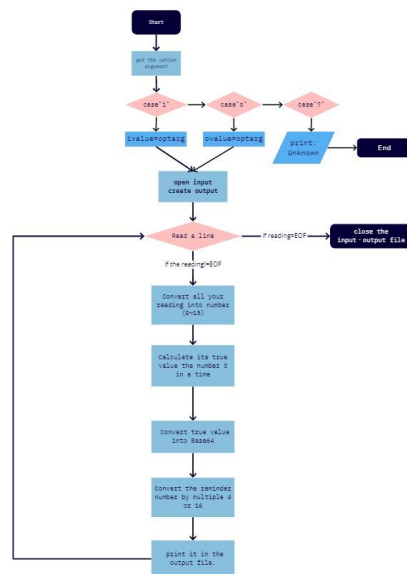 Start
get the option
argument
case"i"
case"o"
case"?"
ivalue=optarg
ovalue=optarg
print:
Unknown
End
open input
create output
Read a line
if reading=EOF
close the
input-output file
if the reading!=EOF
Convert all your
reading into number
(0-15)
Calculate its true
value the number 3
in a time
Convert true value
into Base64
Convert the reminder
number by multiple 4
or 16
print it in the
output file.